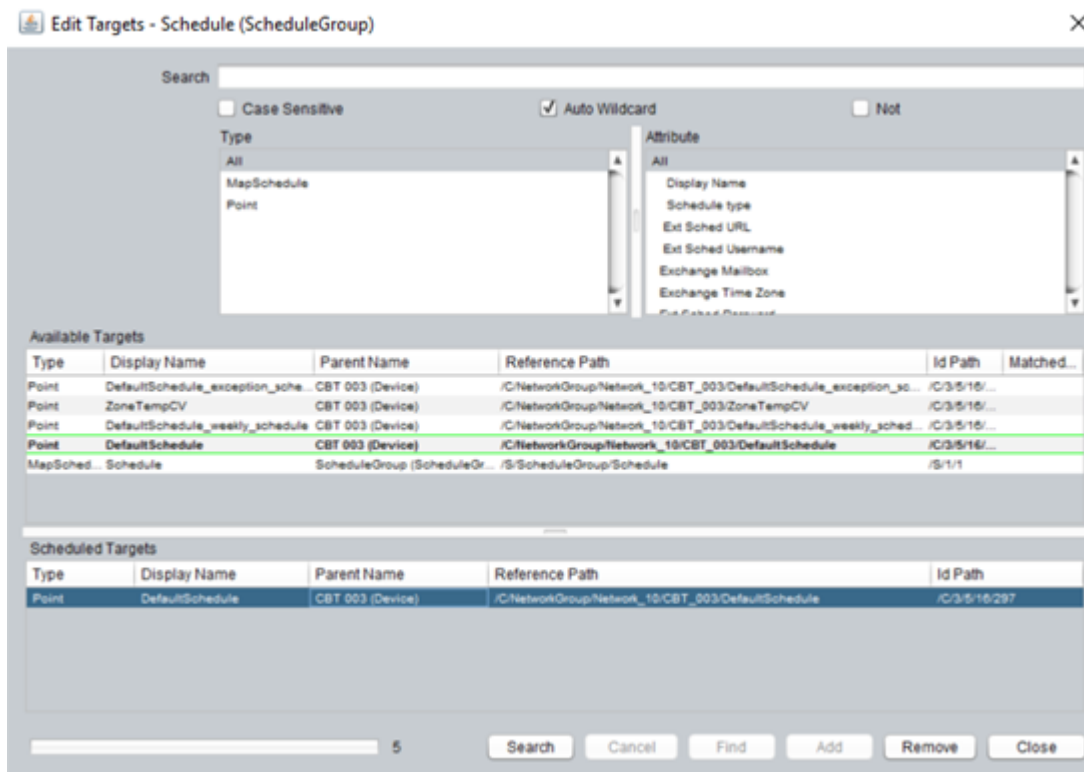 Edit Targets - Schedule (ScheduleGroup)
Search
Case Sensitive Auto Wildcard Not
Type Attribute
All All
MapSchedule Display Name
Point Schedule type
Ext Sched URL
Ext Sched Username
Exchange Mailbox
Exchange Time Zone
Available Targets
Type Display Name Parent Name Reference Path Id Path Matched...
Point DefaultSchedule_exception_sche... CBT 003 (Device) /C/NetworkGroup/Network_10/CBT_003/DefaultSchedule_exception_sc... /C/3/5/16/...
Point ZoneTempCV CBT 003 (Device) /C/NetworkGroup/Network_10/CBT_003/ZoneTempCV /C/3/5/16/...
Point DefaultSchedule_weekly_schedule CBT 003 (Device) /C/NetworkGroup/Network_10/CBT_003/DefaultSchedule_weekly_sched... /C/3/5/16/...
Point DefaultSchedule CBT 003 (Device) /C/NetworkGroup/Network_10/CBT_003/DefaultSchedule /C/3/5/16/...
MapSched... Schedule ScheduleGroup (ScheduleGr... /S/ScheduleGroup/Schedule /S/1/1
Scheduled Targets
Type Display Name Parent Name Reference Path Id Path
Point DefaultSchedule CBT 003 (Device) /C/NetworkGroup/Network_10/CBT_003/DefaultSchedule /C/3/5/16/297
5 Search Cancel Find Add Remove Close